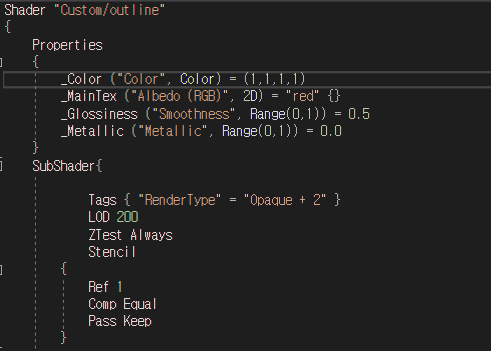 Shader "Custom/outline"
{
Properties
{
_Color ("Color", Color) = (1,1,1,1)
_MainTex ("Albedo (RGB)", 2D) = "red" {}
_Glossiness ("Smoothness", Range(0,1)) = 0.5
_Metallic ("Metallic", Range(0,1)) = 0.0
}
SubShader{
Tags { "RenderType" = "Opaque + 2" }
LOD 200
ZTest Always
Stencil
{
Ref 1
Comp Equal
Pass Keep
}